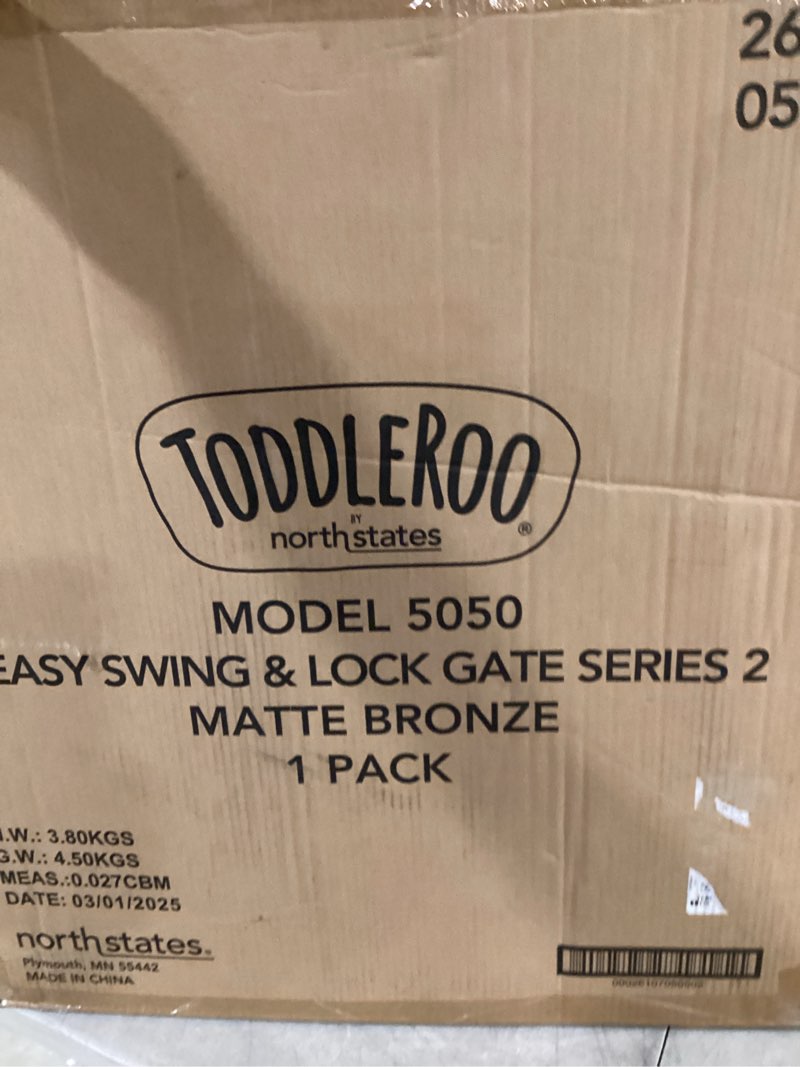 26
05
TODDLEROO
BY
northstates
®
MODEL 5050
EASY SWING & LOCK GATE SERIES 2
MATTE BRONZE
1 PACK
.W.: 3.80KGS
G.W.: 4.50KGS
MEAS.:0.027CBM
DATE: 03/01/2025
northstates.
Plymouth, MN 55442
MADE IN CHINA